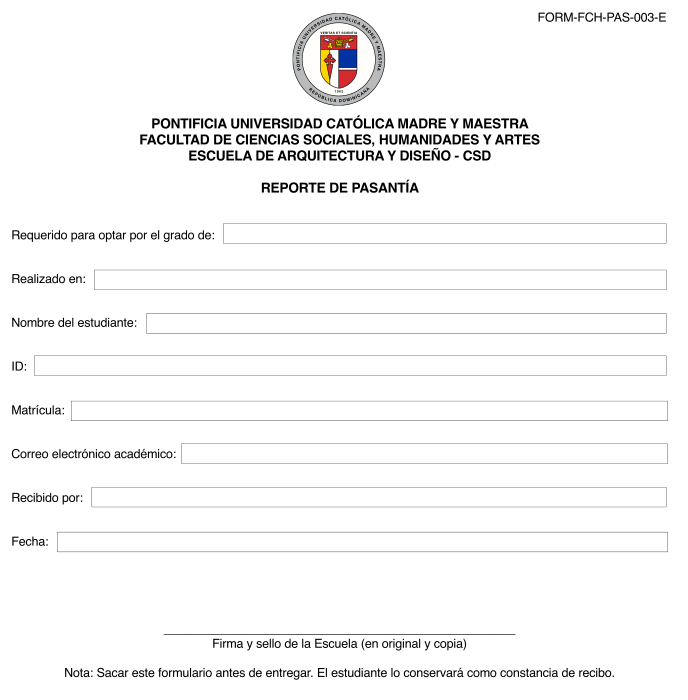 FORM-FCH-PAS-003-E
PONTIFICIA UNIVERSIDAD CATÓLICA MADRE Y MAESTRA
VERITAS ET SCIENTIA
1962
REPÚBLICA DOMINICANA
PONTIFICIA UNIVERSIDAD CATÓLICA MADRE Y MAESTRA
FACULTAD DE CIENCIAS SOCIALES, HUMANIDADES Y ARTES
ESCUELA DE ARQUITECTURA Y DISEÑO - CSD
REPORTE DE PASANTÍA
Requerido para optar por el grado de:
Realizado en:
Nombre del estudiante:
ID:
Matrícula:
Correo electrónico académico:
Recibido por:
Fecha:
Firma y sello de la Escuela (en original y copia)
Nota: Sacar este formulario antes de entregar. El estudiante lo conservará como constancia de recibo.